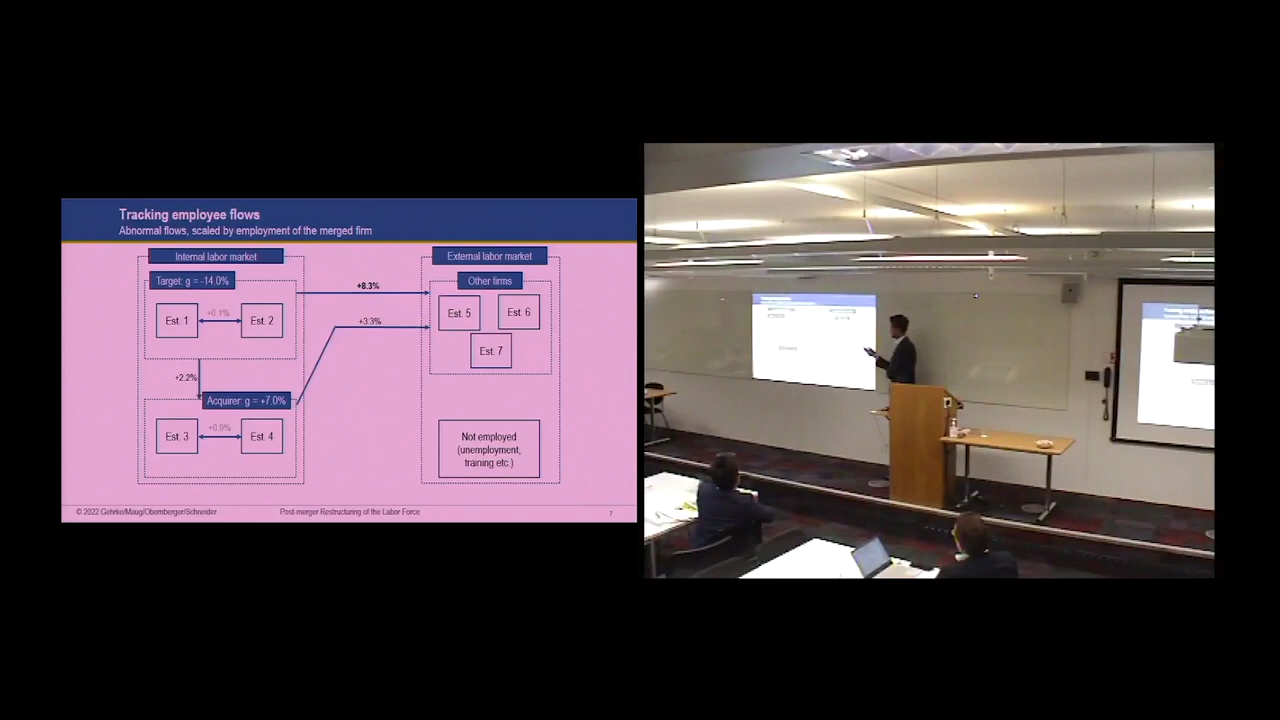 Tracking employee flows
Abnormal flows, scaled by employment of the merged firm
Internal labor market
External labor market
Target: g = -14.0%
Other firms
+8.3%
Est. 1
+0.1%
Est. 2
Est. 5
Est. 6
+3.3%
Est. 7
+2.2%
Acquirer: g = +7.0%
Est. 3
+0.9%
Est. 4
Not employed
(unemployment,
training etc.)
© 2022 Gehrke/Maug/Obernberger/Schneider
Post-merger Restructuring of the Labor Force
7